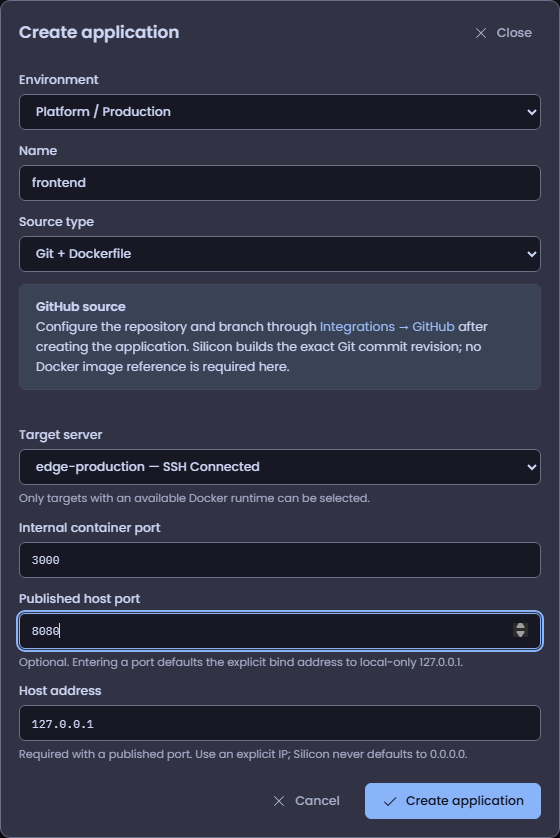 Create application
Close
Environment
Platform / Production
Name
frontend
Source type
Git + Dockerfile
GitHub source
Configure the repository and branch through Integrations → GitHub after
creating the application. Silicon builds the exact Git commit revision; no
Docker image reference is required here.
Target server
edge-production — SSH Connected
Only targets with an available Docker runtime can be selected.
Internal container port
3000
Published host port
8080
Optional. Entering a port defaults the explicit bind address to local-only 127.0.0.1.
Host address
127.0.0.1
Required with a published port. Use an explicit IP; Silicon never defaults to 0.0.0.0.
Cancel
Create application